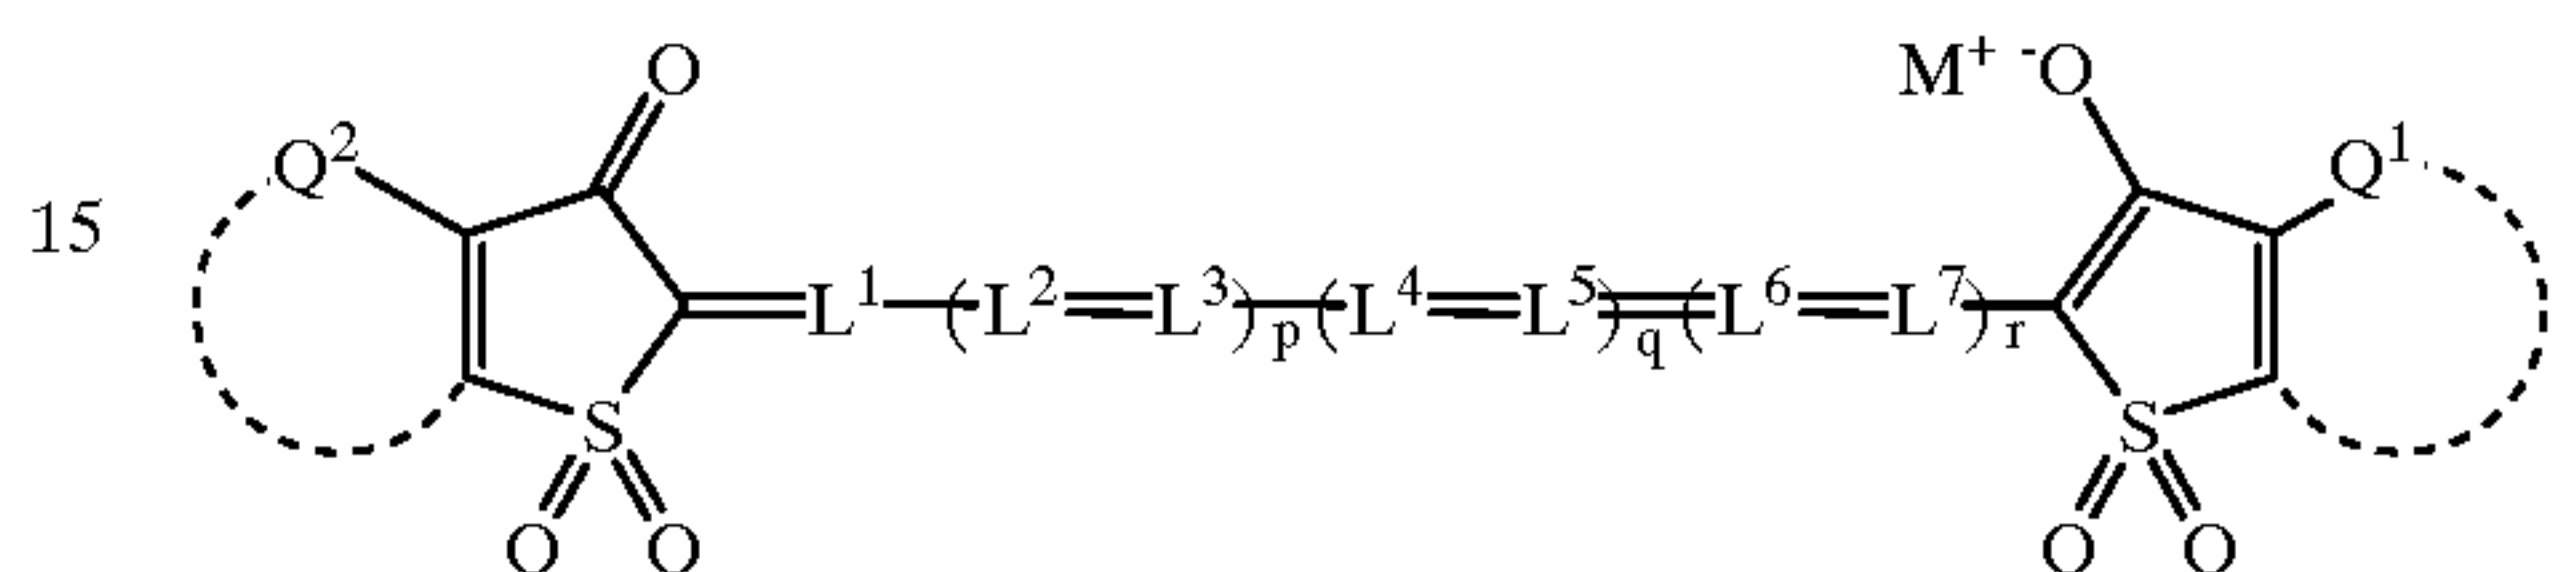 O M⁺ ⁻O
Q² Q¹
15
L¹—(L²=L³)p—(L⁴=L⁵)q=(L⁶=L⁷)r
S S
O O O O